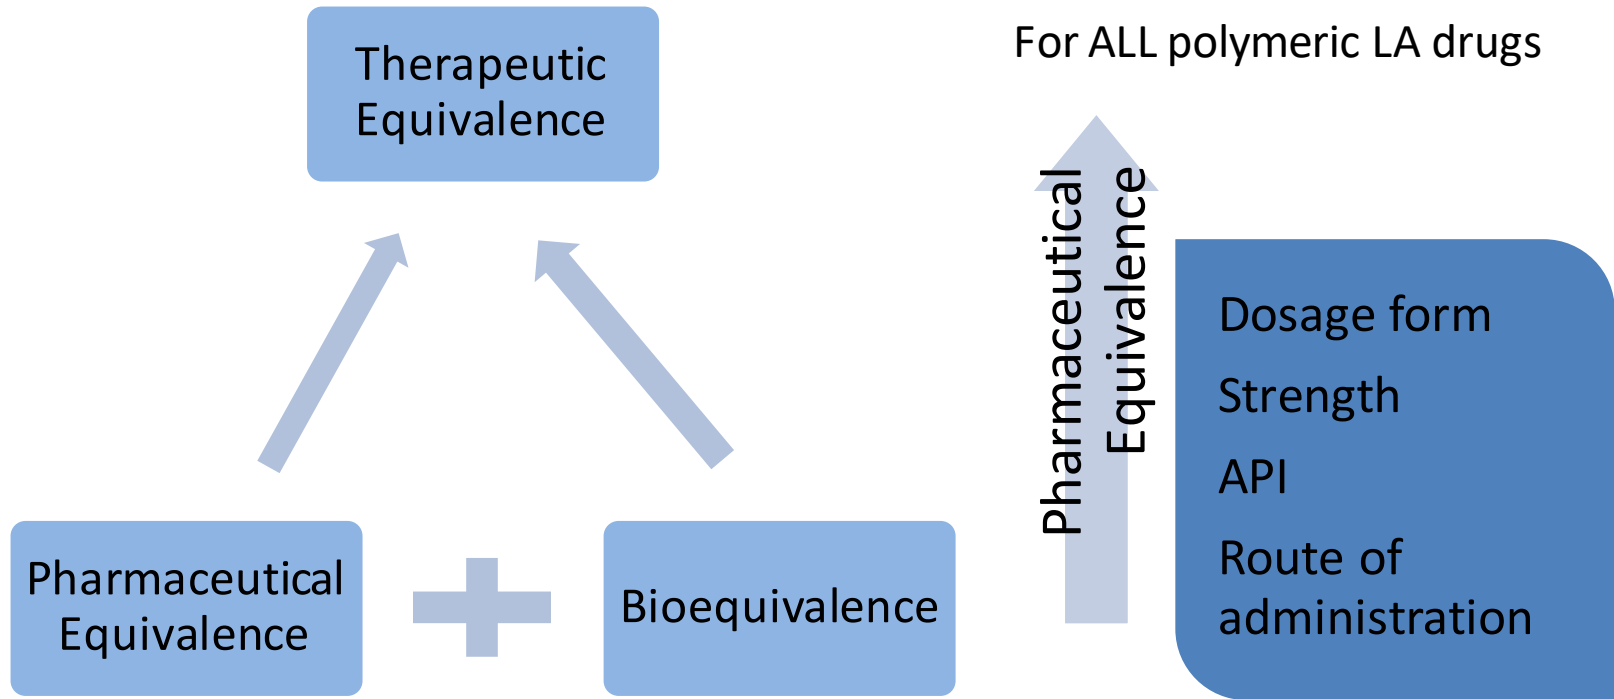 Therapeutic
Equivalence
Pharmaceutical
Equivalence
Bioequivalence
For ALL polymeric LA drugs
Pharmaceutical
Equivalence
Dosage form
Strength
API
Route of
administration